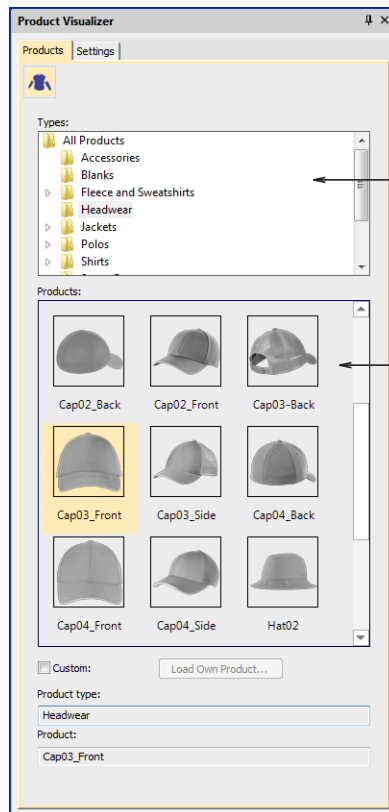 Product Visualizer
Products Settings
Types:
All Products
Accessories
Blanks
Fleece and Sweatshirts
Headwear
Jackets
Polos
Shirts
Products:
Cap02_Back Cap02_Front Cap03-Back
Cap03_Front Cap03_Side Cap04_Back
Cap04_Front Cap04_Side Hat02
Custom: Load Own Product...
Product type:
Headwear
Product:
Cap03_Front